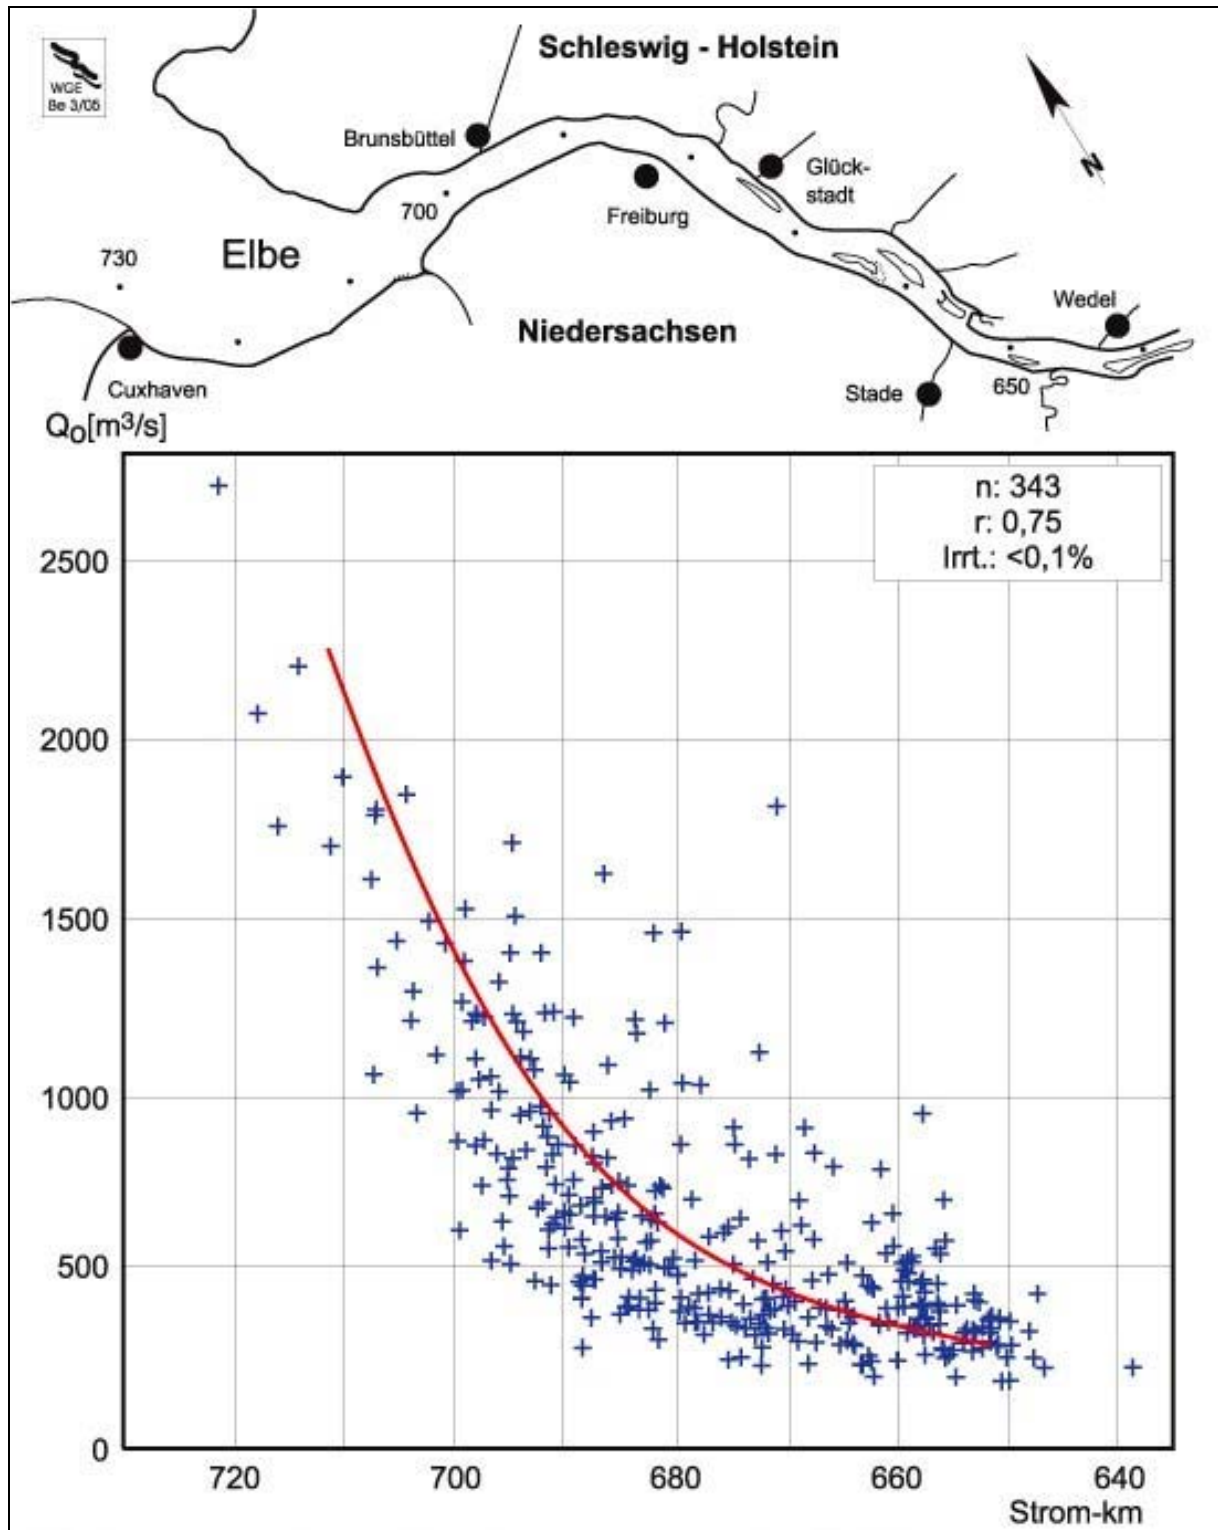 Schleswig - Holstein
WGE
Be 3/05
Brunsbüttel
Glück-
stadt
N
700
Freiburg
730
Elbe
Niedersachsen
Wedel
650
Cuxhaven
Stade
Qo[m³/s]
n: 343
r: 0,75
Irrt.: <0,1%
2500
2000
1500
1000
500
0
720 700 680 660 640
Strom-km